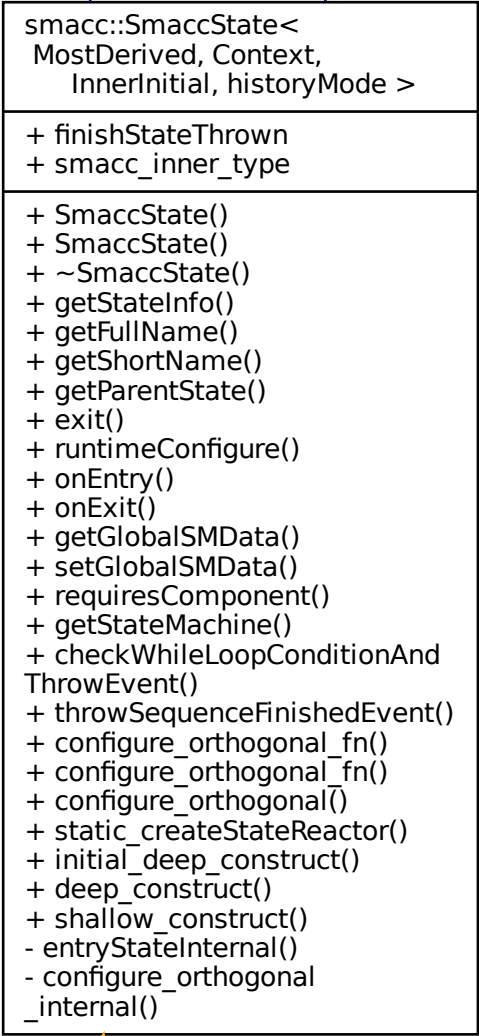 smacc::SmaccState<
MostDerived, Context,
InnerInitial, historyMode >
+ finishStateThrown
+ smacc_inner_type
+ SmaccState()
+ SmaccState()
+ ~SmaccState()
+ getStateInfo()
+ getFullName()
+ getShortName()
+ getParentState()
+ exit()
+ runtimeConfigure()
+ onEntry()
+ onExit()
+ getGlobalSMData()
+ setGlobalSMData()
+ requiresComponent()
+ getStateMachine()
+ checkWhileLoopConditionAnd
ThrowEvent()
+ throwSequenceFinishedEvent()
+ configure_orthogonal_fn()
+ configure_orthogonal_fn()
+ configure_orthogonal()
+ static_createStateReactor()
+ initial_deep_construct()
+ deep_construct()
+ shallow_construct()
- entryStateInternal()
- configure_orthogonal
_internal()